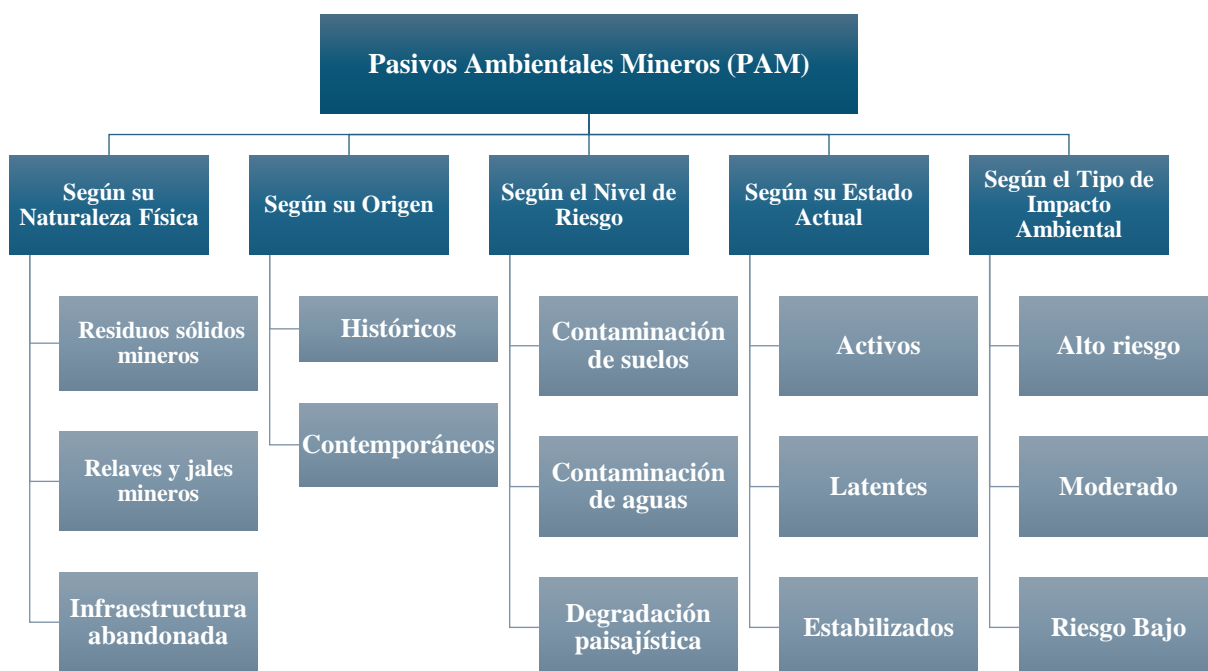 Pasivos Ambientales Mineros (PAM)
Según su
Naturaleza Física
Residuos sólidos
mineros
Relaves y jales
mineros
Infraestructura
abandonada
Según su Origen
Históricos
Contemporáneos
Según el Nivel de
Riesgo
Contaminación
de suelos
Contaminación
de aguas
Degradación
paisajística
Según su Estado
Actual
Activos
Latentes
Estabilizados
Según el Tipo de
Impacto
Ambiental
Alto riesgo
Moderado
Riesgo Bajo